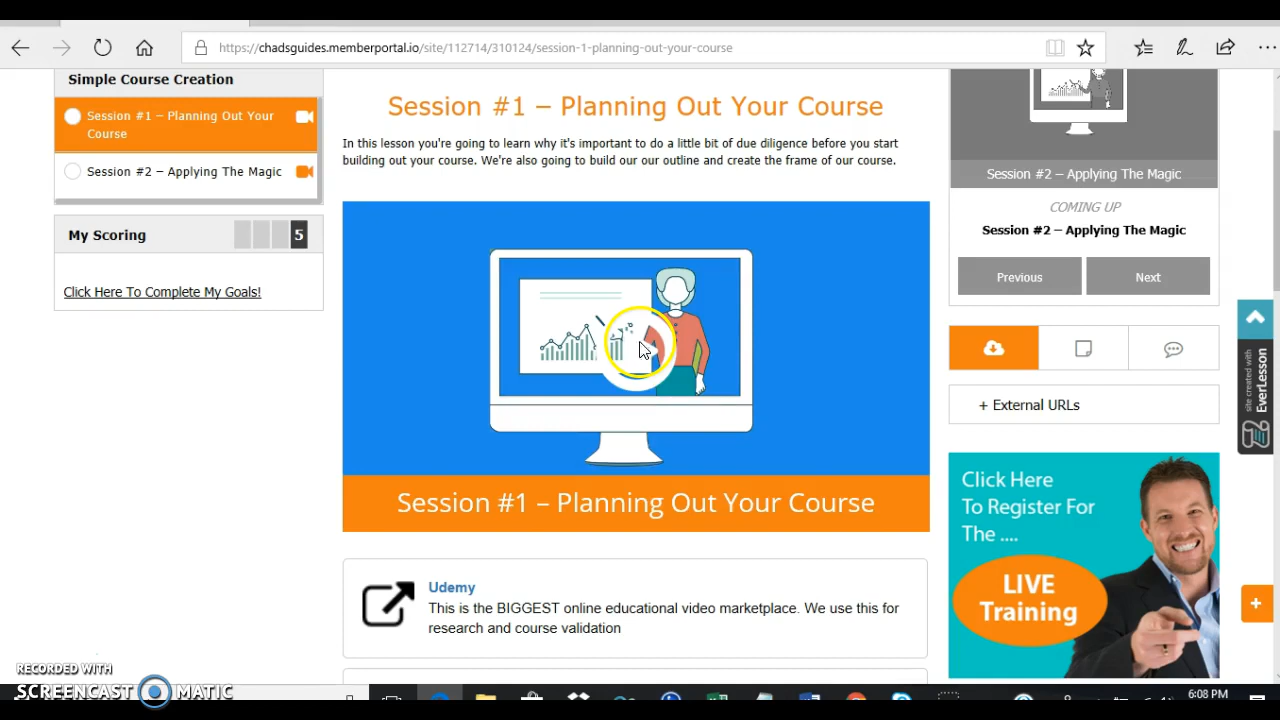 https://chadsguides.memberportal.io/site/112714/310124/session-1-planning-out-your-course
Simple Course Creation
Session #1 – Planning Out Your
Course
Session #2 – Applying The Magic
My Scoring
5
Click Here To Complete My Goals!
Session #1 – Planning Out Your Course
In this lesson you're going to learn why it's important to do a little bit of due diligence before you start
building out your course. We're also going to build our our outline and create the frame of our course.
Session #1 – Planning Out Your Course
Udemy
This is the BIGGEST online educational video marketplace. We use this for
research and course validation
Session #2 – Applying The Magic
COMING UP
Session #2 – Applying The Magic
Previous
Next
+ External URLs
Click Here
To Register For
The ....
LIVE
Training
site created with
EverLesson
+
RECORDED WITH
SCREENCAST MATIC
6:08 PM